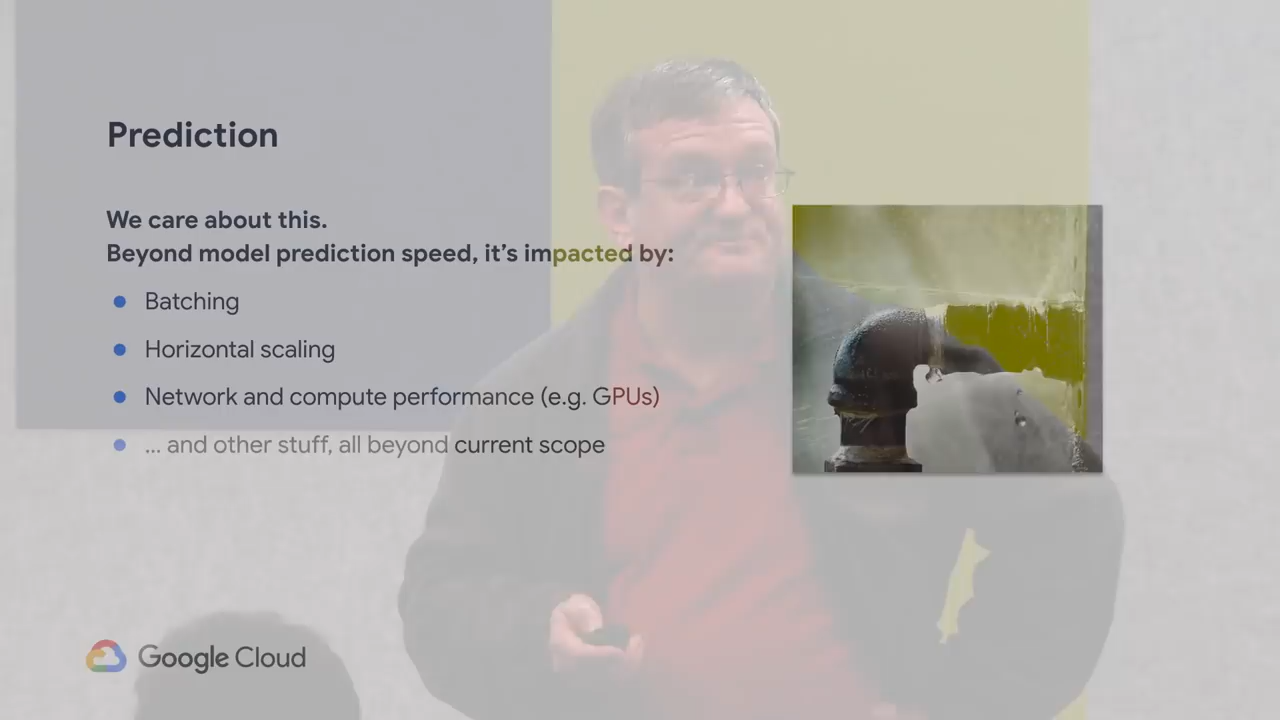 Prediction
We care about this.
Beyond model prediction speed, it's impacted by:
● Batching
● Horizontal scaling
● Network and compute performance (e.g. GPUs)
● ... and other stuff, all beyond current scope
Google Cloud